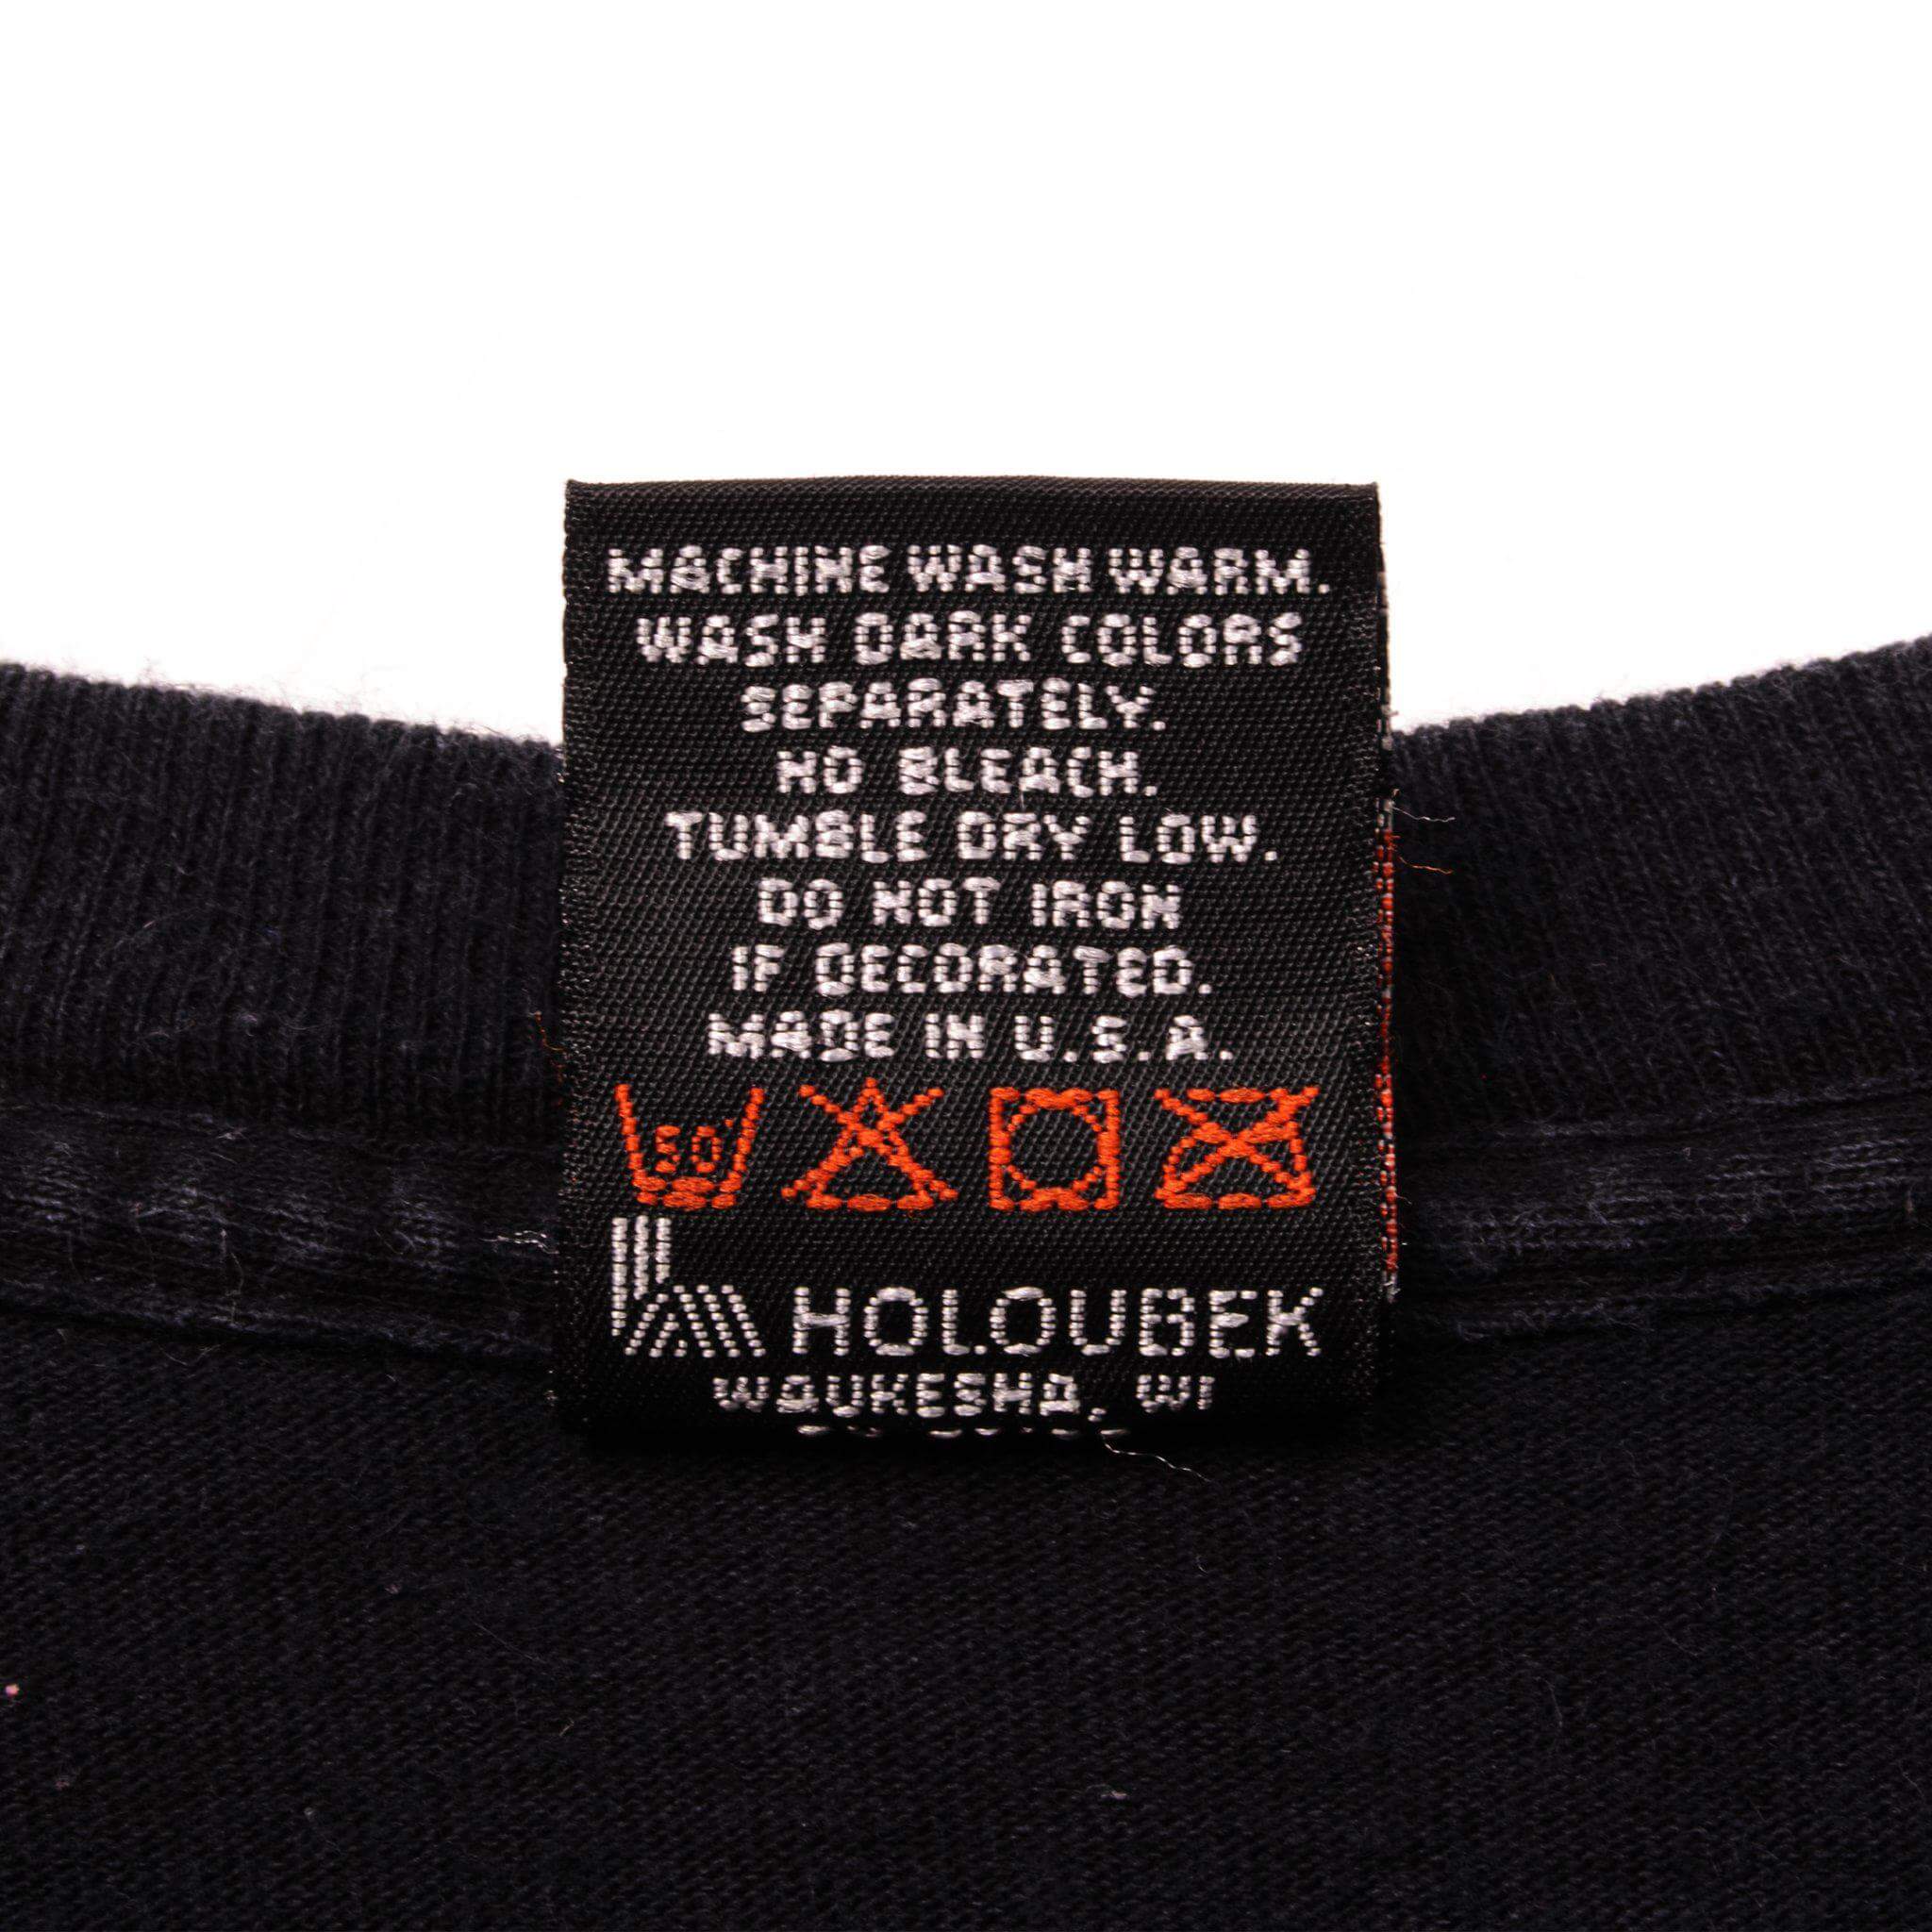 MACHINE WASH WARM.
WASH DARK COLORS
SEPARATELY.
NO BLEACH.
TUMBLE DRY LOW.
DO NOT IRON
IF DECORATED.
MADE IN U.S.A.
50°
HOLOUBEK
WAUKESHA, WI